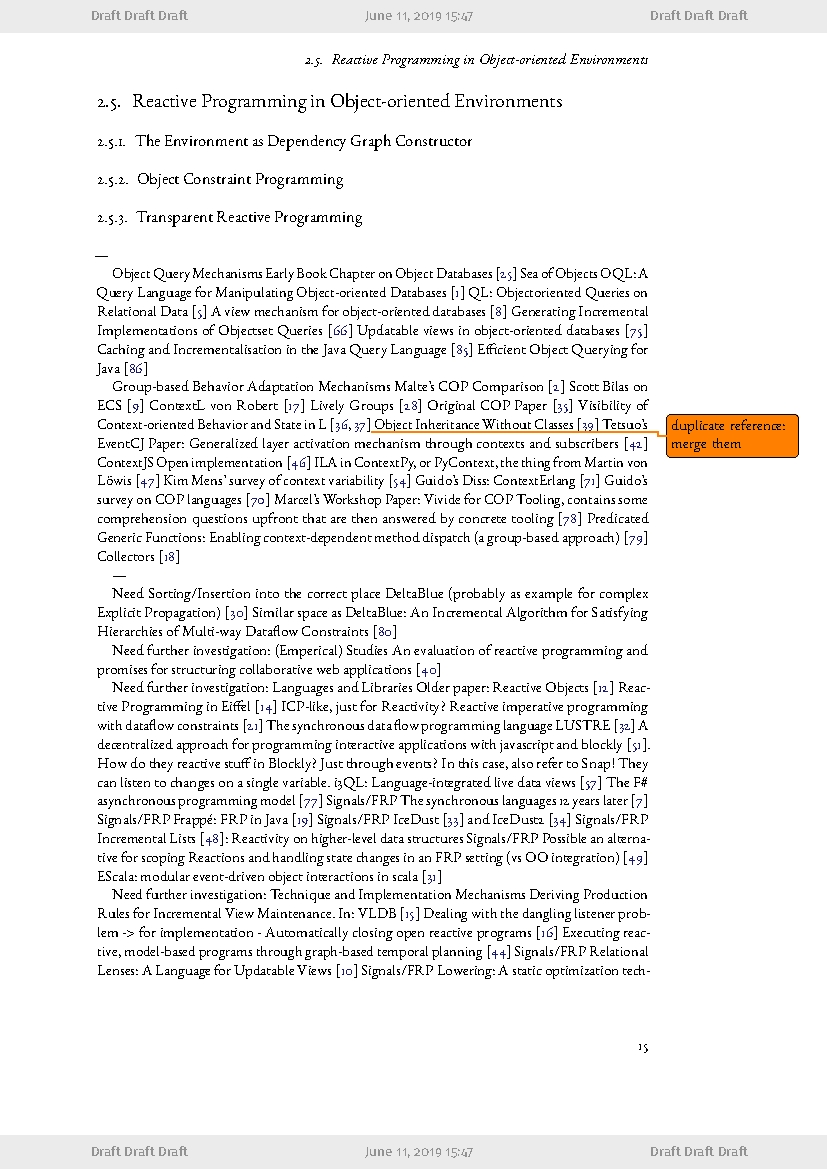 Draft Draft Draft June 11, 2019 15:47 Draft Draft Draft
2.5. Reactive Programming in Object-oriented Environments
2.5. Reactive Programming in Object-oriented Environments
2.5.1. The Environment as Dependency Graph Constructor
2.5.2. Object Constraint Programming
2.5.3. Transparent Reactive Programming
—
Object Query Mechanisms Early Book Chapter on Object Databases [25] Sea of Objects OQL: A
Query Language for Manipulating Object-oriented Databases [1] QL: Objectoriented Queries on
Relational Data [5] A view mechanism for object-oriented databases [8] Generating Incremental
Implementations of Objectset Queries [66] Updatable views in object-oriented databases [75]
Caching and Incrementalisation in the Java Query Language [85] Efficient Object Querying for
Java [86]
Group-based Behavior Adaptation Mechanisms Malte's COP Comparison [2] Scott Bilas on
ECS [9] ContextL von Robert [17] Lively Groups [28] Original COP Paper [35] Visibility of
Context-oriented Behavior and State in L [36, 37] Object Inheritance Without Classes [39] Tetsuo's
EventCJ Paper: Generalized layer activation mechanism through contexts and subscribers [42]
ContextJS Open implementation [46] ILA in ContextPy, or PyContext, the thing from Martin von
Löwis [47] Kim Mens' survey of context variability [54] Guido's Diss: ContextErlang [71] Guido's
survey on COP languages [70] Marcel's Workshop Paper: Vivide for COP Tooling, contains some
comprehension questions upfront that are then answered by concrete tooling [78] Predicated
Generic Functions: Enabling context-dependent method dispatch (a group-based approach) [79]
Collectors [18]
duplicate reference:
merge them
—
Need Sorting/Insertion into the correct place DeltaBlue (probably as example for complex
Explicit Propagation) [30] Similar space as DeltaBlue: An Incremental Algorithm for Satisfying
Hierarchies of Multi-way Dataflow Constraints [80]
Need further investigation: (Emperical) Studies An evaluation of reactive programming and
promises for structuring collaborative web applications [40]
Need further investigation: Languages and Libraries Older paper: Reactive Objects [12] Reac-
tive Programming in Eiffel [14] ICP-like, just for Reactivity? Reactive imperative programming
with dataflow constraints [21] The synchronous data flow programming language LUSTRE [32] A
decentralized approach for programming interactive applications with javascript and blockly [51].
How do they reactive stuff in Blockly? Just through events? In this case, also refer to Snap! They
can listen to changes on a single variable. i3QL: Language-integrated live data views [57] The F#
asynchronous programming model [77] Signals/FRP The synchronous languages 12 years later [7]
Signals/FRP Frappé: FRP in Java [19] Signals/FRP IceDust [33] and IceDust2 [34] Signals/FRP
Incremental Lists [48]: Reactivity on higher-level data structures Signals/FRP Possible an alterna-
tive for scoping Reactions and handling state changes in an FRP setting (vs OO integration) [49]
EScala: modular event-driven object interactions in scala [31]
Need further investigation: Technique and Implementation Mechanisms Deriving Production
Rules for Incremental View Maintenance. In: VLDB [15] Dealing with the dangling listener prob-
lem -> for implementation - Automatically closing open reactive programs [16] Executing reac-
tive, model-based programs through graph-based temporal planning [44] Signals/FRP Relational
Lenses: A Language for Updatable Views [10] Signals/FRP Lowering: A static optimization tech-
15
Draft Draft Draft June 11, 2019 15:47 Draft Draft Draft